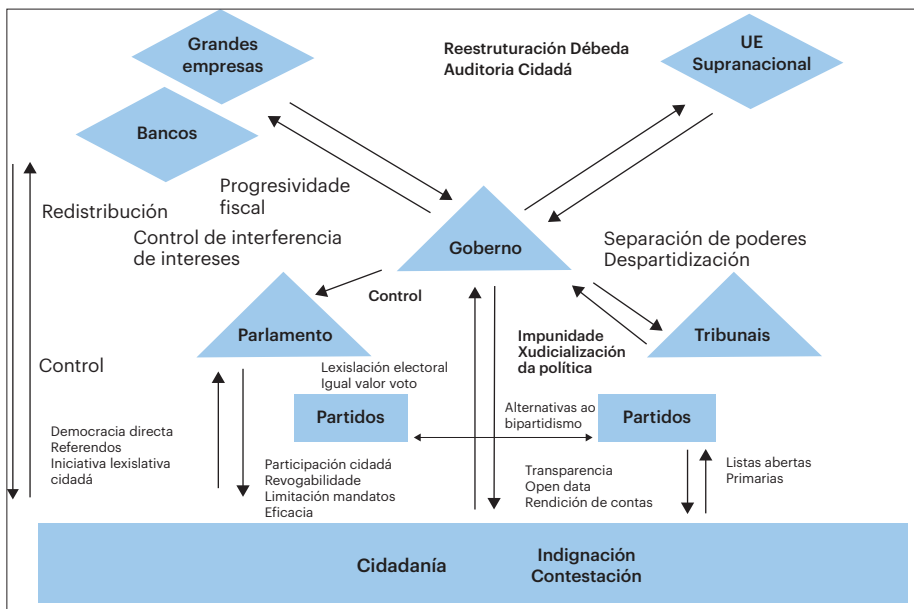 Grandes
empresas
Bancos
Reestruturación Débeda
Auditoria Cidadá
UE
Supranacional
Redistribución
Progresividade
fiscal
Control de interferencia
de intereses
Goberno
Separación de poderes
Despartidización
Control
Parlamento
Impunidade
Xudicialización
da política
Tribunais
Control
Lexislación electoral
Igual valor voto
Partidos
Alternativas ao
bipartidismo
Partidos
Democracia directa
Referendos
Iniciativa lexislativa
cidadá
Participación cidadá
Revogabilidade
Limitación mandatos
Eficacia
Transparencia
Open data
Rendición de contas
Listas abertas
Primarias
Cidadanía
Indignación
Contestación